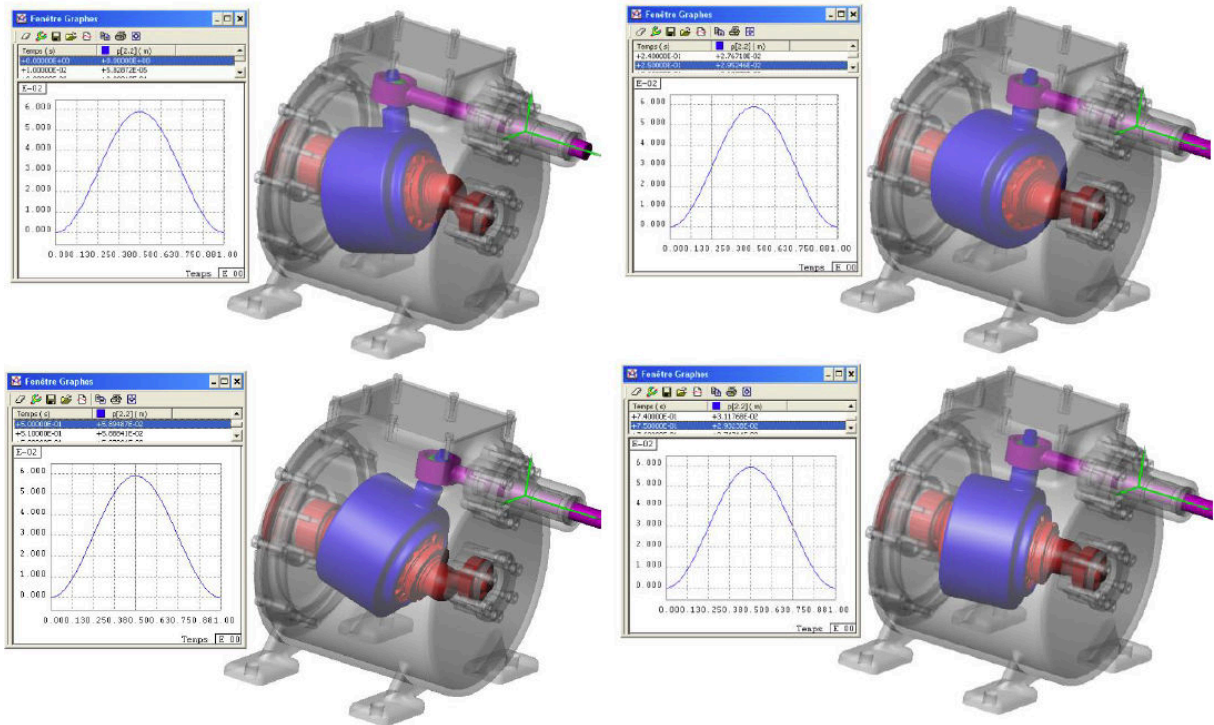 Fenêtre Graphes
Temps (s) p[2.2] ( m)
+0.00000E+00 +0.00000E+00
+1.00000E-02 +5.82872E-05
E-02
6.000
5.000
4.000
3.000
2.000
1.000
0.000
0.000.130.250.380.500.630.750.881.00
Temps E 00
Fenêtre Graphes
Temps (s) p[2.2] ( m)
+2.40000E-01 +2.76710E-02
+2.50000E-01 +2.95246E-02
E-02
6.000
5.000
4.000
3.000
2.000
1.000
0.000
0.000.130.250.380.500.630.750.881.00
Temps E 00
Fenêtre Graphes
Temps (s) p[2.2] ( m)
+5.00000E-01 +5.89487E-02
+5.10000E-01 +5.88841E-02
E-02
6.000
5.000
4.000
3.000
2.000
1.000
0.000
0.000.130.250.380.500.630.750.881.00
Temps E 00
Fenêtre Graphes
Temps (s) p[2.2] ( m)
+7.40000E-01 +3.11768E-02
+7.50000E-01 +2.93238E-02
E-02
6.000
5.000
4.000
3.000
2.000
1.000
0.000
0.000.130.250.380.500.630.750.881.00
Temps E 00